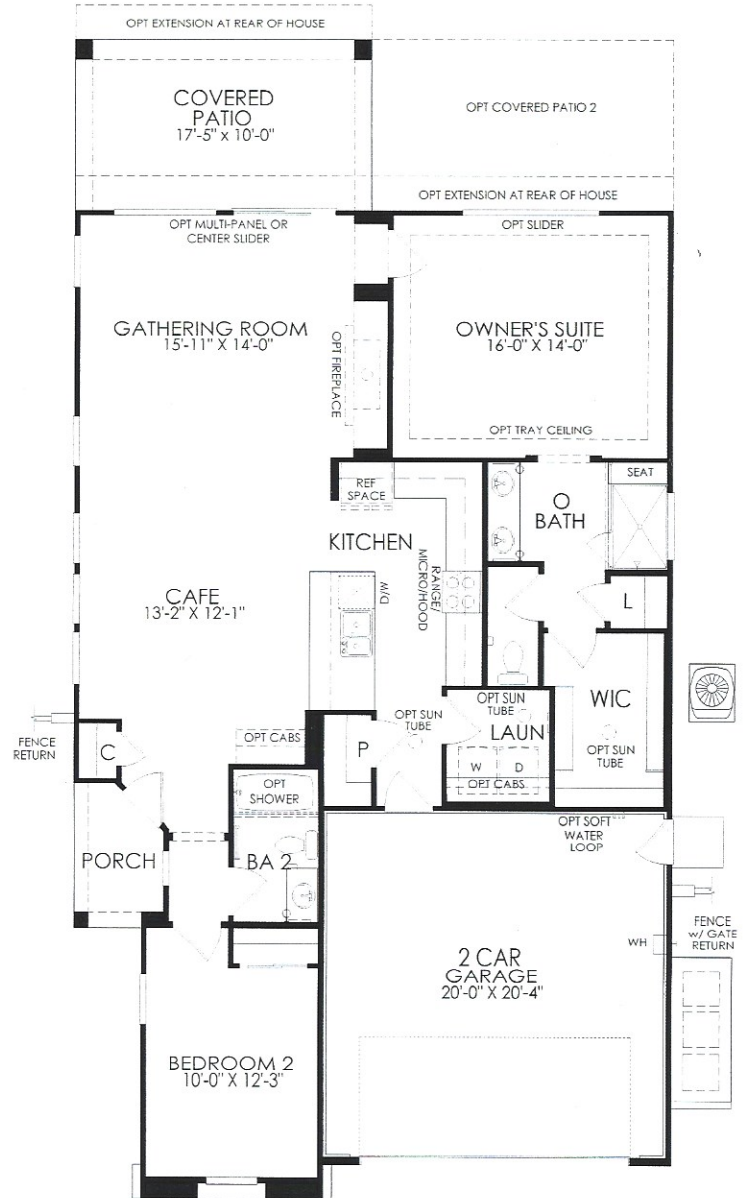 OPT EXTENSION AT REAR OF HOUSE
COVERED
PATIO
17'-5" x 10'-0"
OPT COVERED PATIO 2
OPT EXTENSION AT REAR OF HOUSE
OPT MULTI-PANEL OR
CENTER SLIDER
OPT SLIDER
GATHERING ROOM
15'-11" X 14'-0"
OPT FIREPLACE
OWNER'S SUITE
16'-0" X 14'-0"
OPT TRAY CEILING
REF
SPACE
SEAT
O
BATH
KITCHEN
RANGE/
MICRO/HOOD
D/W
CAFE
13'-2" X 12'-1"
L
WIC
OPT SUN
TUBE
OPT SUN
TUBE
LAUN
W
D
OPT CABS
OPT SUN
TUBE
P
FENCE
RETURN
C
OPT CABS
OPT
SHOWER
PORCH
BA 2
OPT SOFT
WATER
LOOP
FENCE
w/ GATE
RETURN
WH
2 CAR
GARAGE
20'-0" X 20'-4"
BEDROOM 2
10'-0" X 12'-3"